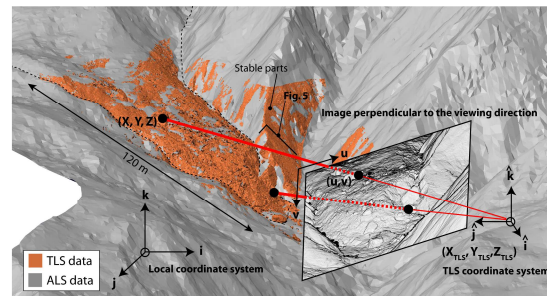 Stable parts
Fig. 5
Image perpendicular to the viewing direction
(X, Y, Z)
u
(u,v)
v
120 m
k
i
j
Local coordinate system
k̂
ĵ
î
(X_TLS, Y_TLS, Z_TLS)
TLS coordinate system
TLS data
ALS data